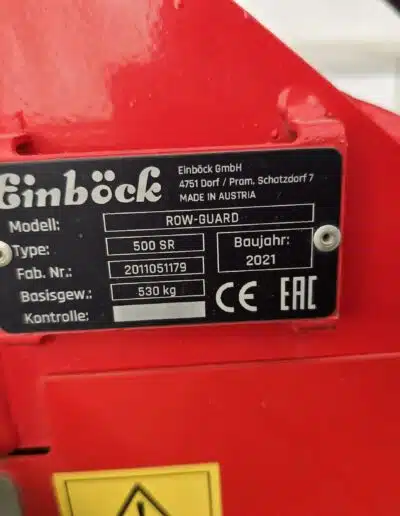 Einböck
Einböck GmbH
4751 Dorf / Pram, Schatzdorf 7
MADE IN AUSTRIA
Modell: ROW-GUARD
Type: 500 SR
Fab. Nr.: 2011051179
Basisgew.: 530 kg
Kontrolle:
Baujahr:
2021
CE EAC